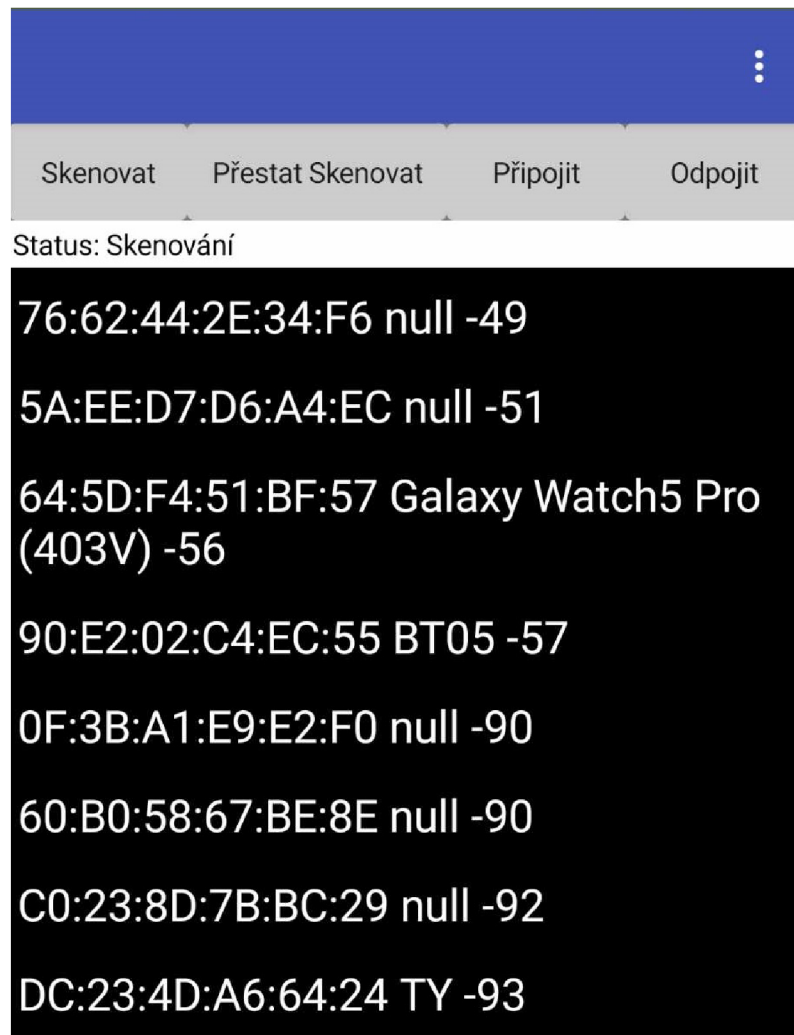 Skenovat Přestat Skenovat Připojit Odpojit
Status: Skenování
76:62:44:2E:34:F6 null -49
5A:EE:D7:D6:A4:EC null -51
64:5D:F4:51:BF:57 Galaxy Watch5 Pro
(403V) -56
90:E2:02:C4:EC:55 BT05 -57
0F:3B:A1:E9:E2:F0 null -90
60:B0:58:67:BE:8E null -90
C0:23:8D:7B:BC:29 null -92
DC:23:4D:A6:64:24 TY -93